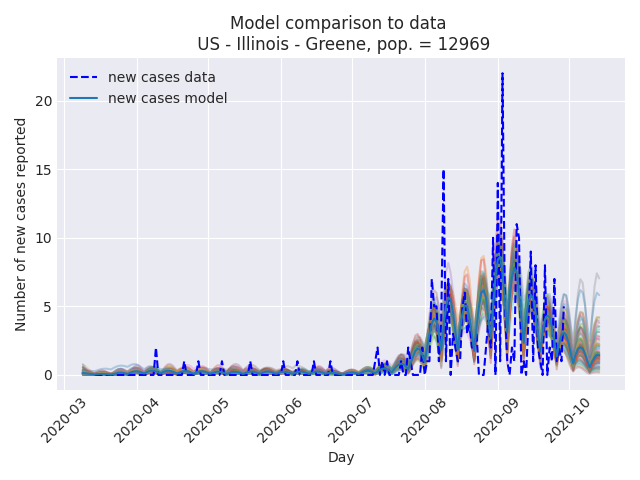 Model comparison to data
US - Illinois - Greene, pop. = 12969
new cases data
new cases model
Number of new cases reported
20
15
10
5
0
2020-03
2020-04
2020-05
2020-06
2020-07
2020-08
2020-09
2020-10
Day